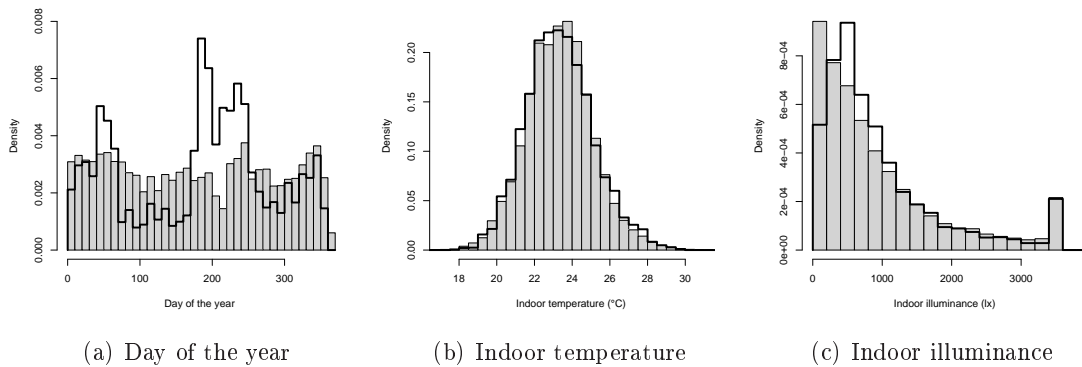 Density
0.008
0.006
0.004
0.002
0.000
0 100 200 300
Day of the year
(a) Day of the year
Density
0.20
0.15
0.10
0.05
0.00
18 20 22 24 26 28 30
Indoor temperature (°C)
(b) Indoor temperature
Density
8e−04
6e−04
4e−04
2e−04
0e+00
0 1000 2000 3000
Indoor illuminance (lx)
(c) Indoor illuminance